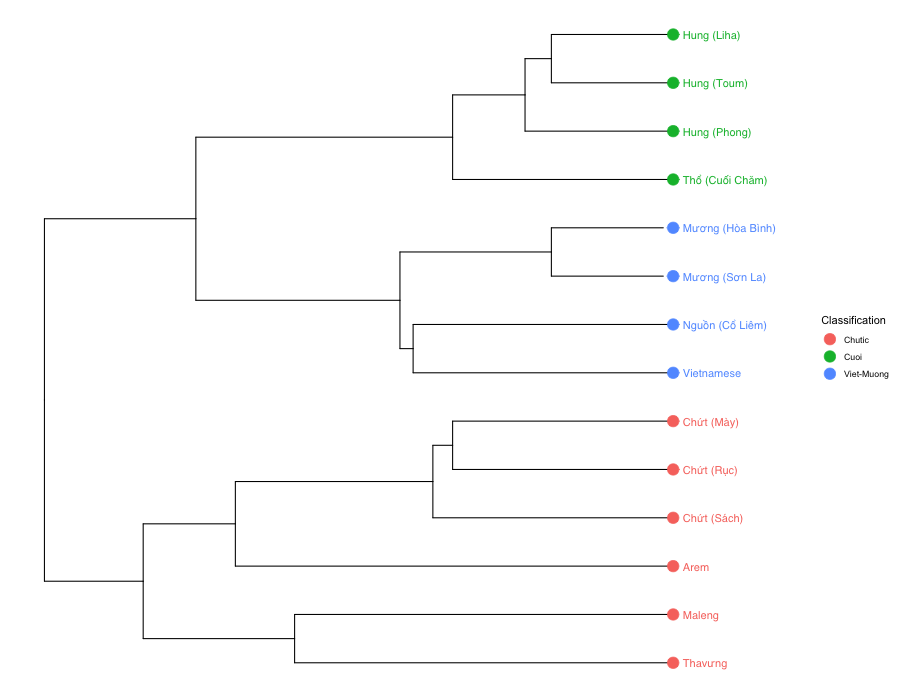 Hung (Liha)
Hung (Toum)
Hung (Phong)
Thổ (Cuối Chăm)
Mương (Hòa Bình)
Mương (Sơn La)
Nguồn (Cổ Liêm)
Vietnamese
Chứt (Mày)
Chứt (Rục)
Chứt (Sách)
Arem
Maleng
Thavưng
Classification
Chutic
Cuoi
Viet-Muong